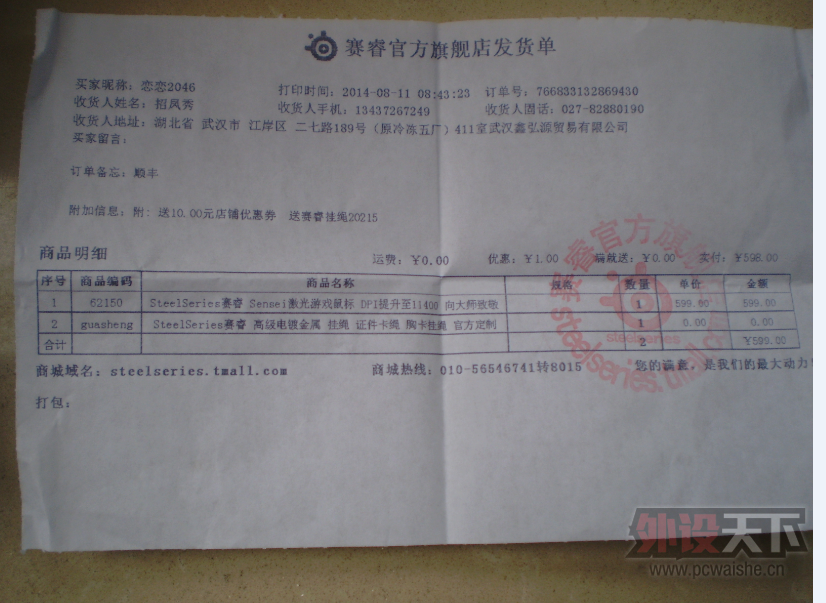 赛睿官方旗舰店发货单
买家昵称：恋恋2046 打印时间：2014-08-11 08:43:23 订单号：766833132869430
收货人姓名：招凤秀 收货人手机：13437267249 收货人固话：027-82880190
收货人地址：湖北省 武汉市 江岸区 二七路189号（原冷冻五厂）411室武汉鑫弘源贸易有限公司
买家留言：
订单备忘：顺丰
附加信息：附：送10.00元店铺优惠券 送赛睿挂绳20215
商品明细 运费：￥0.00 优惠：￥1.00 满就送：￥0.00 实付：￥598.00
序号 商品编码 商品名称 规格 数量 单价 金额
1 62150 SteelSeries赛睿 Sensei激光游戏鼠标 DPI提升至11400 向大师致敬 1 599.00 599.00
2 guasheng SteelSeries赛睿 高级电镀金属 挂绳 证件卡绳 胸卡挂绳 官方定制 1 0.00 0.00
合计 2 ￥599.00
商城域名：steelseries.tmall.com 商城热线：010-56546741转8015 您的满意，是我们的最大动力
打包：
赛睿官方旗舰
steelseries
steelseries.tmall.com
外设天下
www.pcwaishe.cn